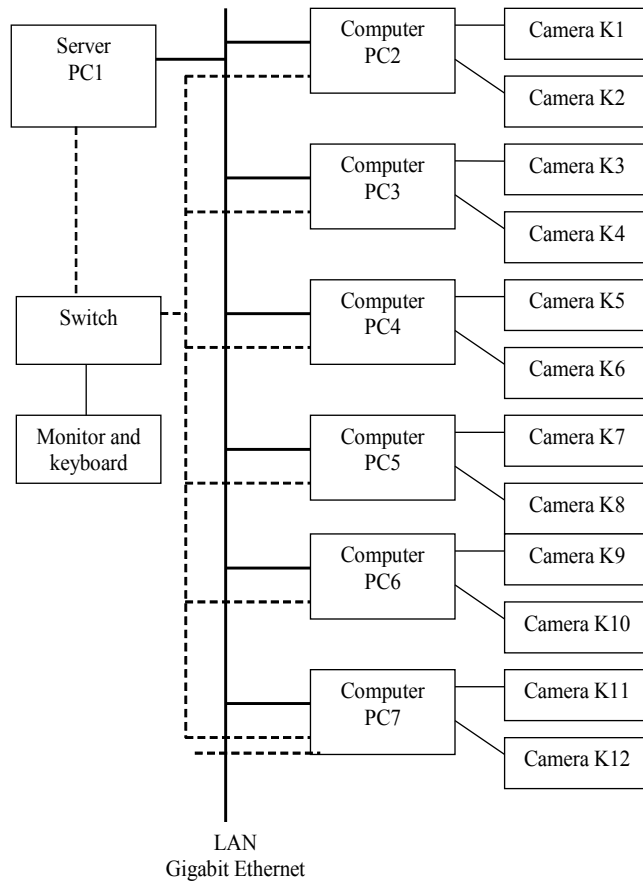 Server
PC1
Switch
Monitor and
keyboard
Computer
PC2
Camera K1
Camera K2
Computer
PC3
Camera K3
Camera K4
Computer
PC4
Camera K5
Camera K6
Computer
PC5
Camera K7
Camera K8
Computer
PC6
Camera K9
Camera K10
Computer
PC7
Camera K11
Camera K12
LAN
Gigabit Ethernet